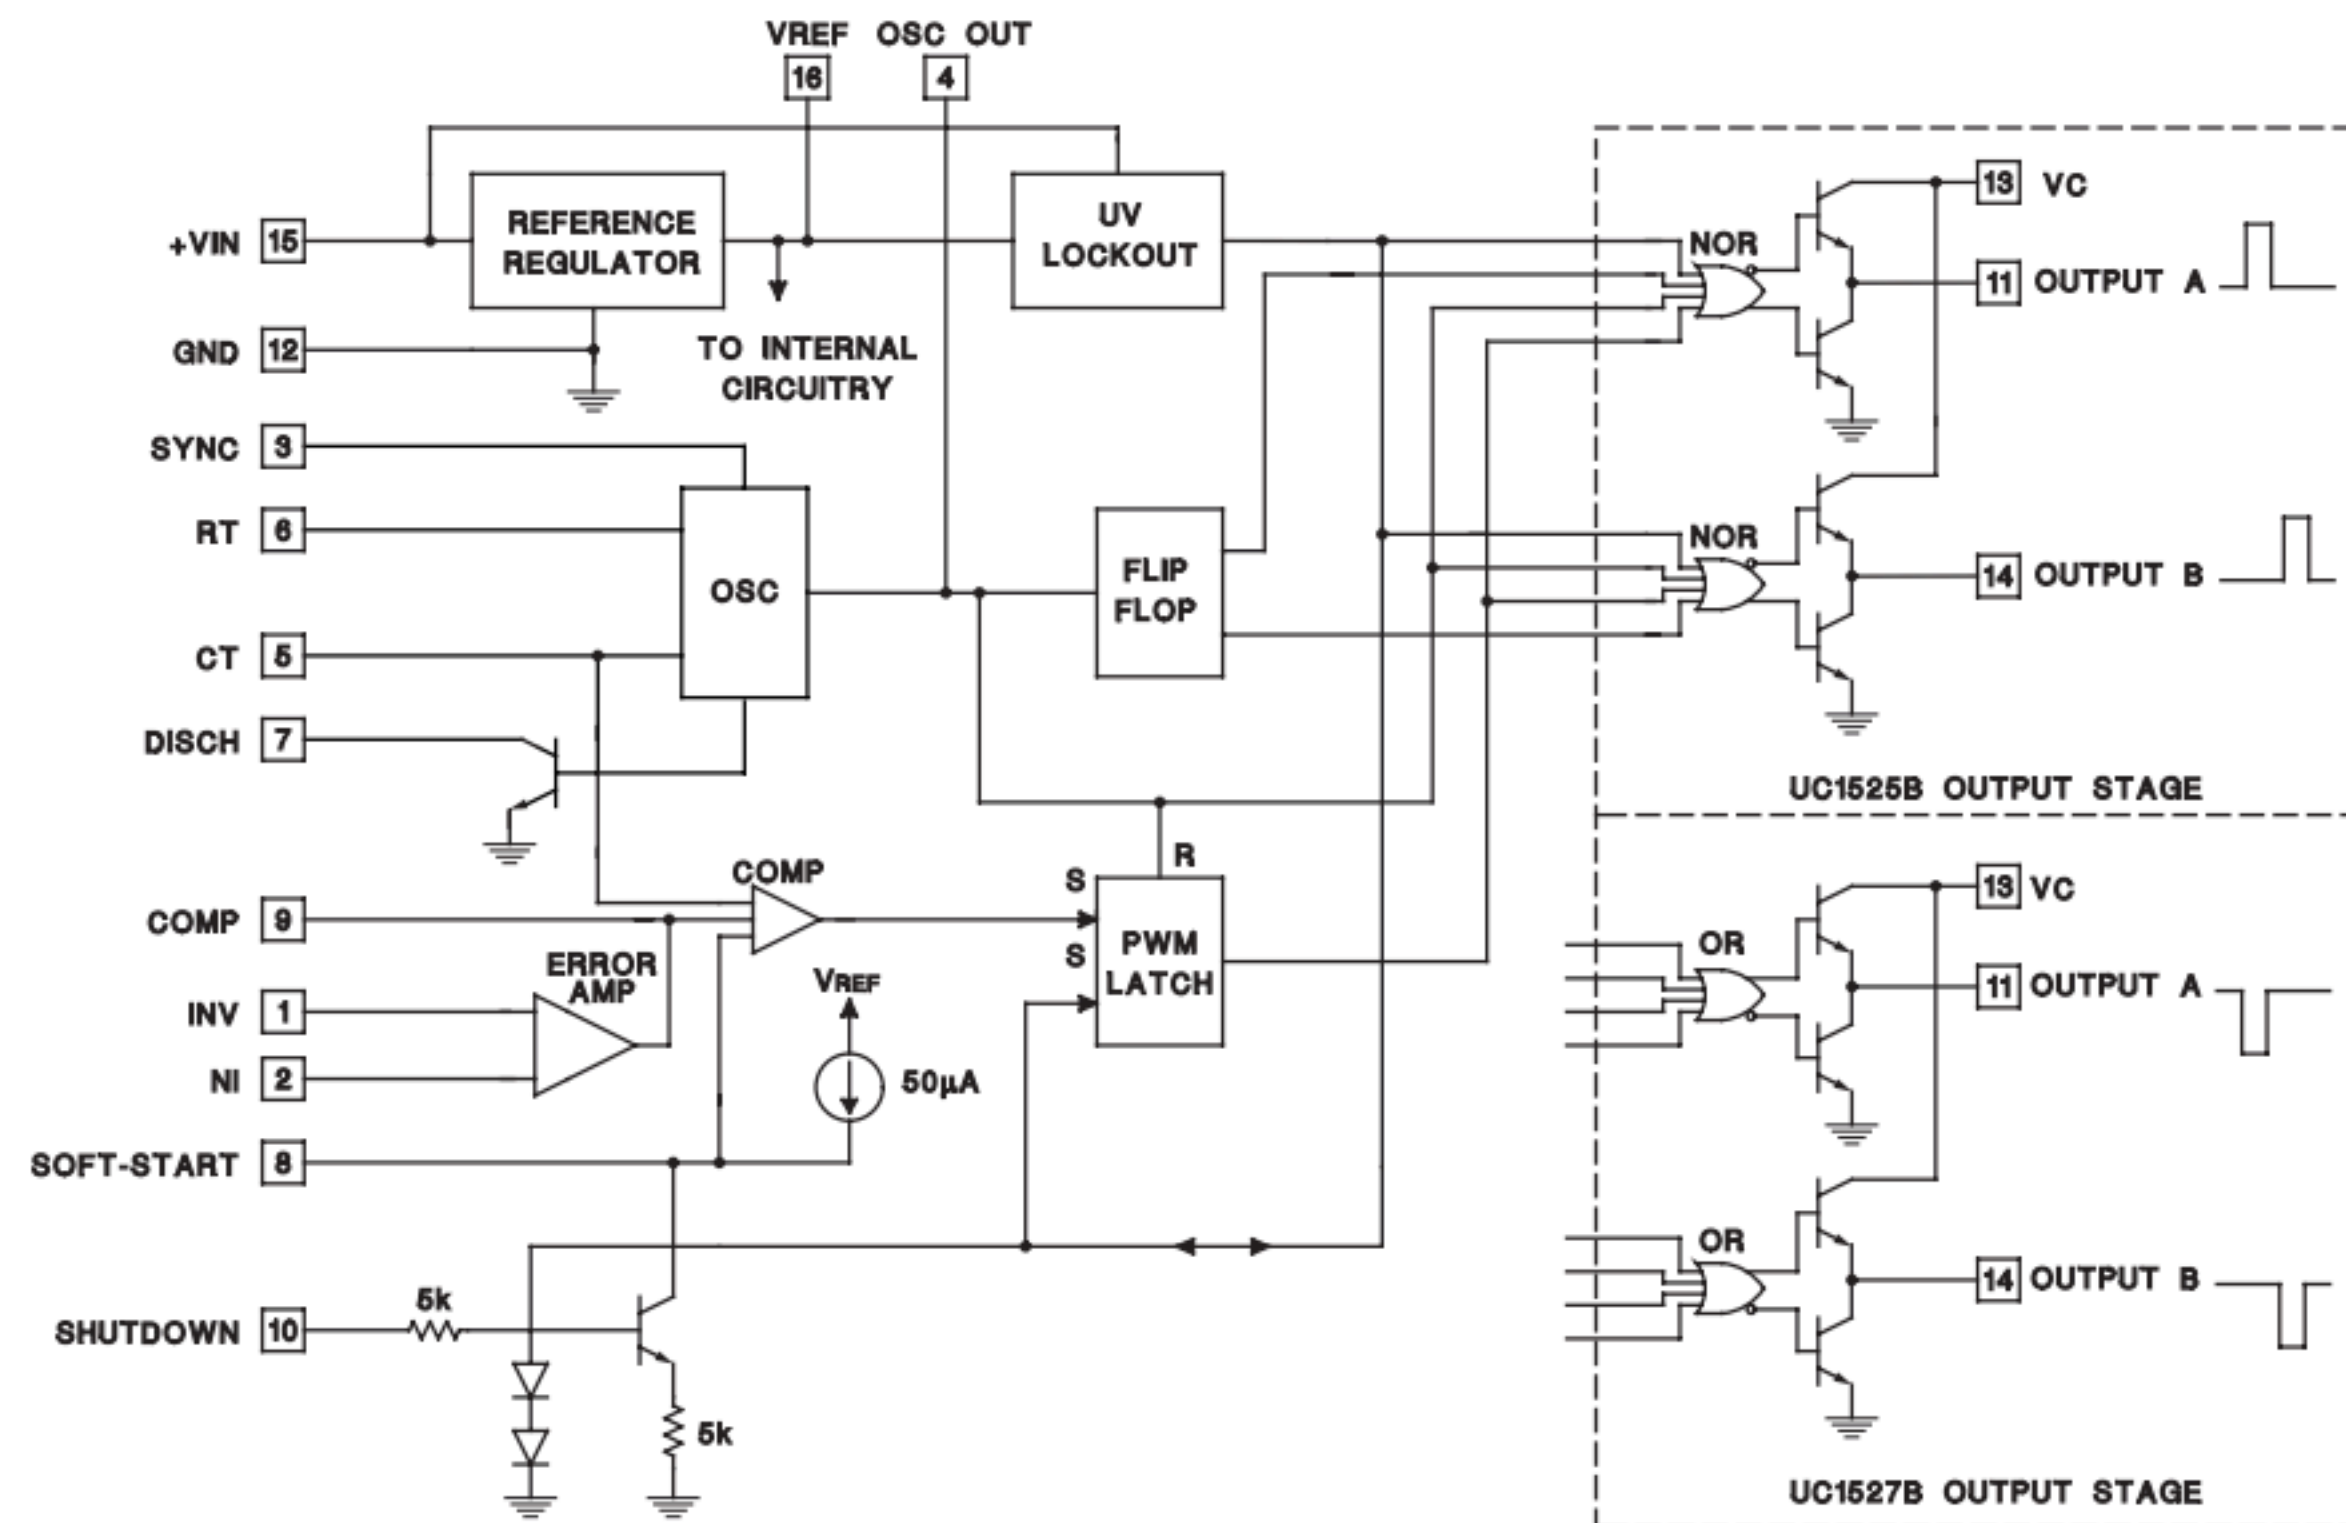 VREF OSC OUT
16 4
+VIN 15
REFERENCE
REGULATOR
UV
LOCKOUT
GND 12
TO INTERNAL
CIRCUITRY
SYNC 3
RT 6
OSC
CT 5
DISCH 7
FLIP
FLOP
COMP
COMP 9
ERROR
AMP
INV 1
NI 2
SOFT-START 8
VREF
50µA
R
S
S
PWM
LATCH
SHUTDOWN 10
5k
5k
NOR
13 VC
11 OUTPUT A
NOR
14 OUTPUT B
UC1525B OUTPUT STAGE
13 VC
OR
11 OUTPUT A
OR
14 OUTPUT B
UC1527B OUTPUT STAGE